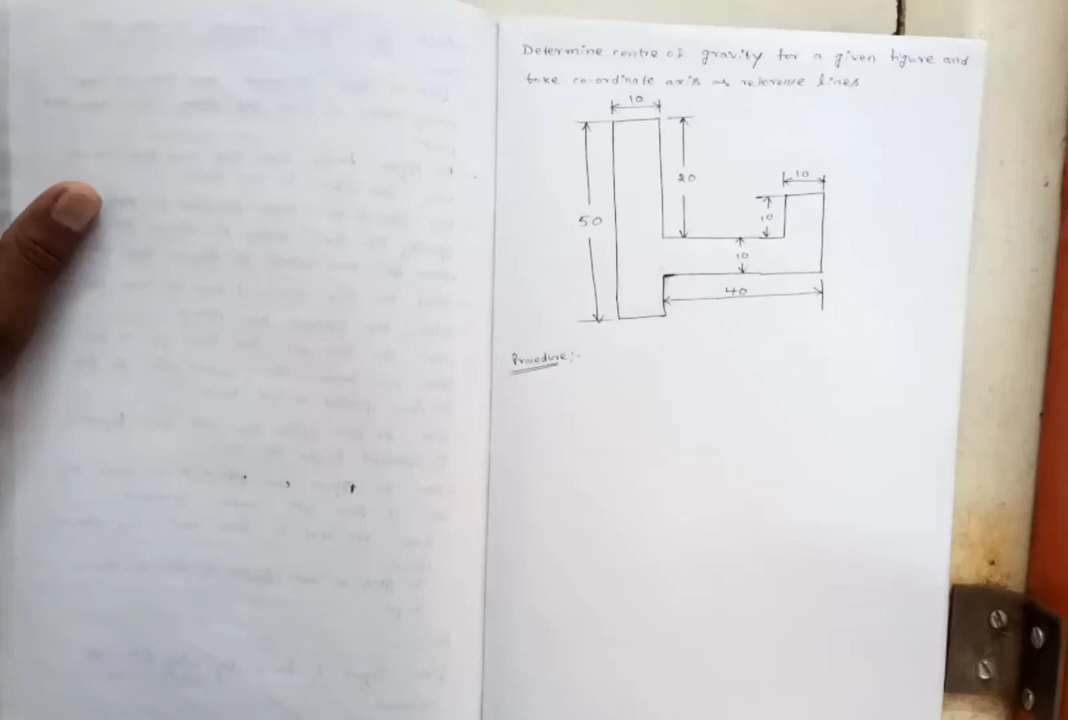 Determine centre of gravity for a given figure and
take co-ordinate axis as reference lines
10
20
10
50
10
10
40
Procedure:-